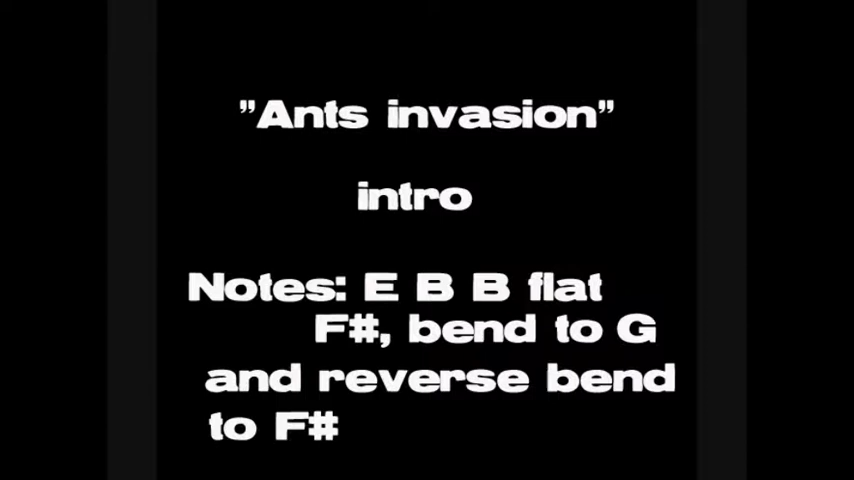 "Ants invasion"
intro
Notes: E B B flat
F#, bend to G
and reverse bend
to F#